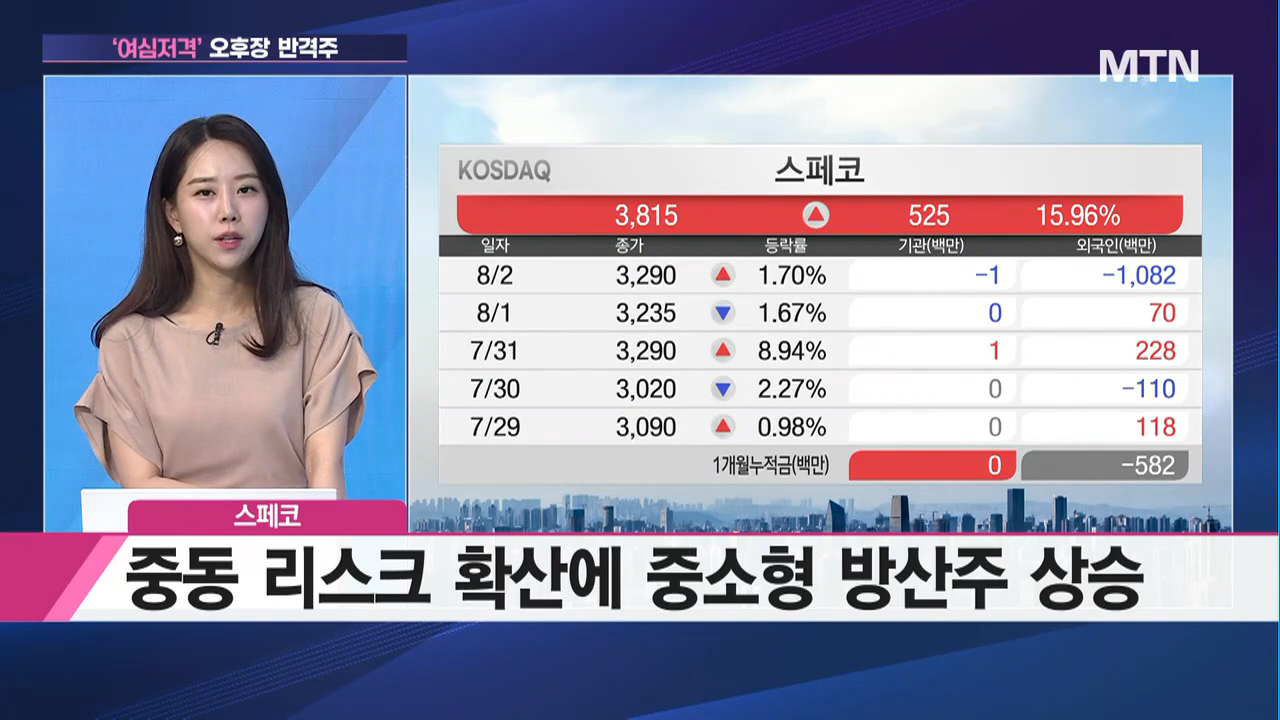 '여심저격' 오후장 반격주
MTN
KOSDAQ 스페코
3,815 ▲ 525 15.96%
일자 종가 등락률 기관(백만) 외국인(백만)
8/2 3,290 ▲ 1.70% -1 -1,082
8/1 3,235 ▼ 1.67% 0 70
7/31 3,290 ▲ 8.94% 1 228
7/30 3,020 ▼ 2.27% 0 -110
7/29 3,090 ▲ 0.98% 0 118
1개월누적금(백만) 0 -582
스페코
중동 리스크 확산에 중소형 방산주 상승